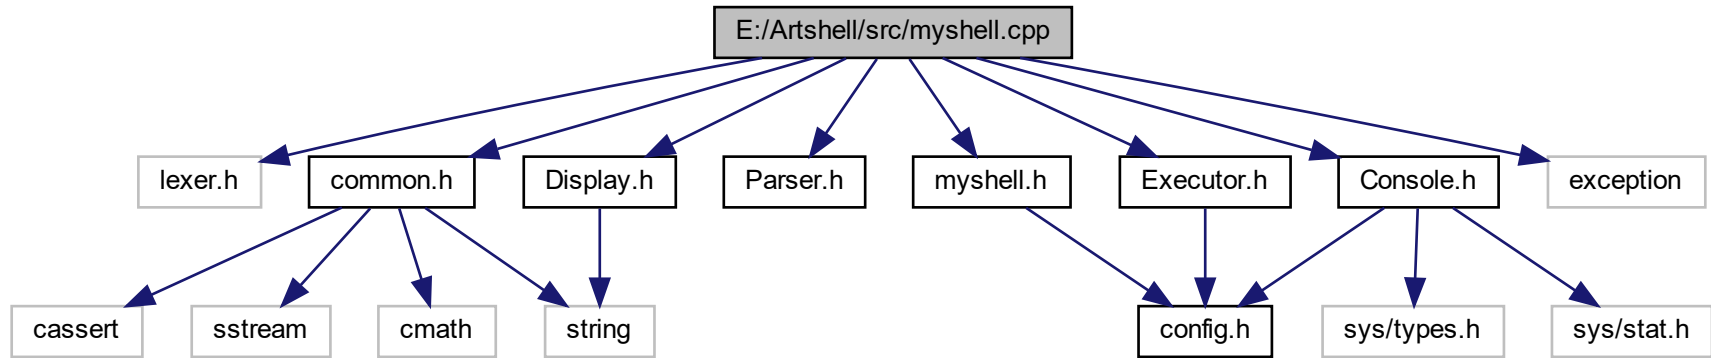 E:/Artshell/src/myshell.cpp
lexer.h
common.h
Display.h
Parser.h
myshell.h
Executor.h
Console.h
exception
cassert
sstream
cmath
string
config.h
sys/types.h
sys/stat.h